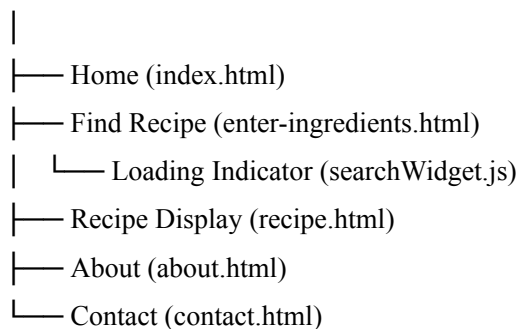 │
├── Home (index.html)
├── Find Recipe (enter-ingredients.html)
│ └── Loading Indicator (searchWidget.js)
├── Recipe Display (recipe.html)
├── About (about.html)
└── Contact (contact.html)